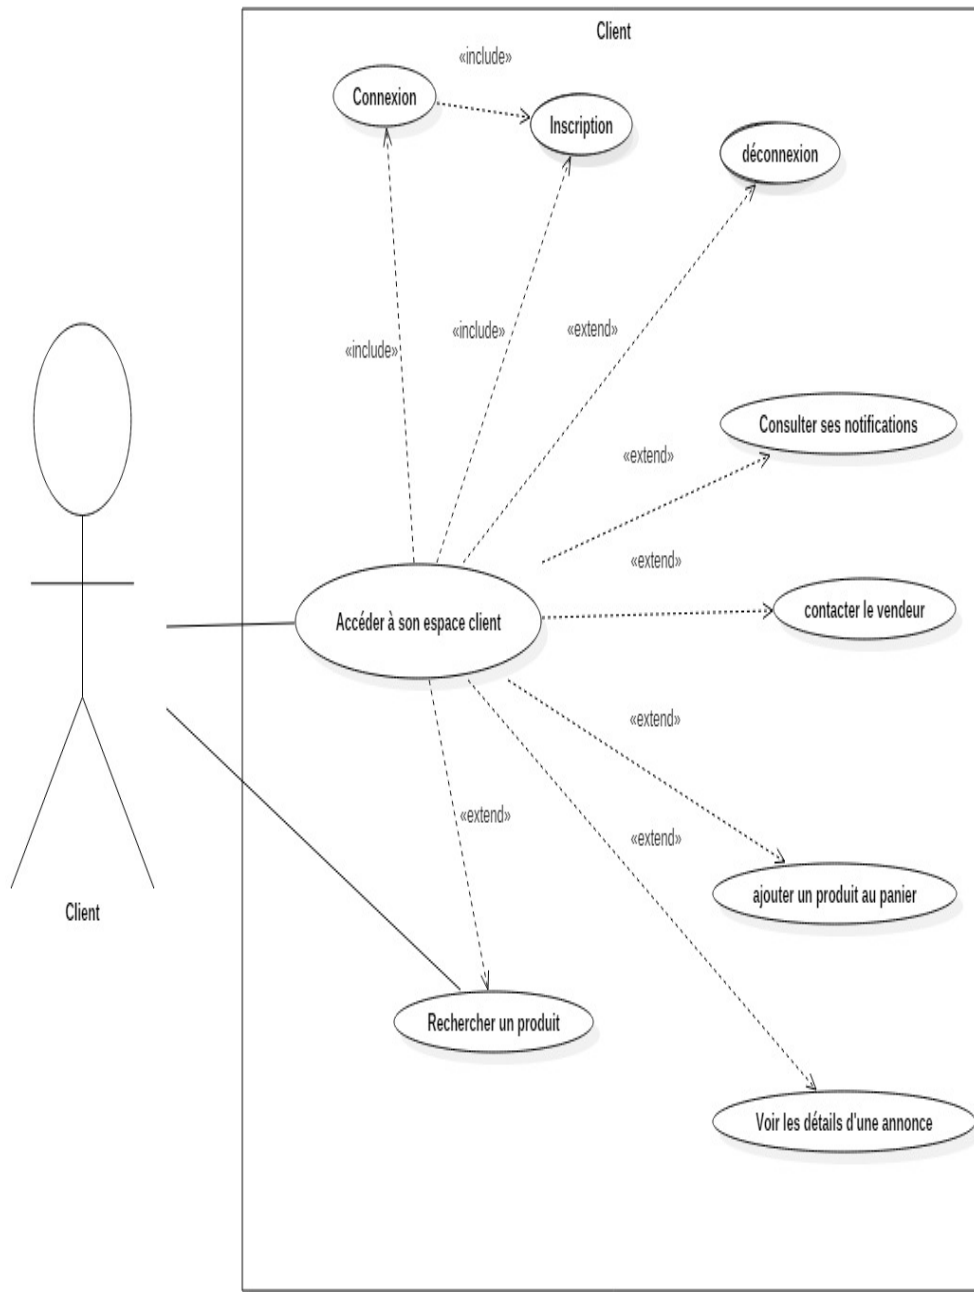 Client
«include»
Connexion
Inscription
déconnexion
«include»
«include»
«extend»
Consulter ses notifications
«extend»
«extend»
contacter le vendeur
Accéder à son espace client
«extend»
«extend»
«extend»
ajouter un produit au panier
Client
Rechercher un produit
Voir les détails d'une annonce